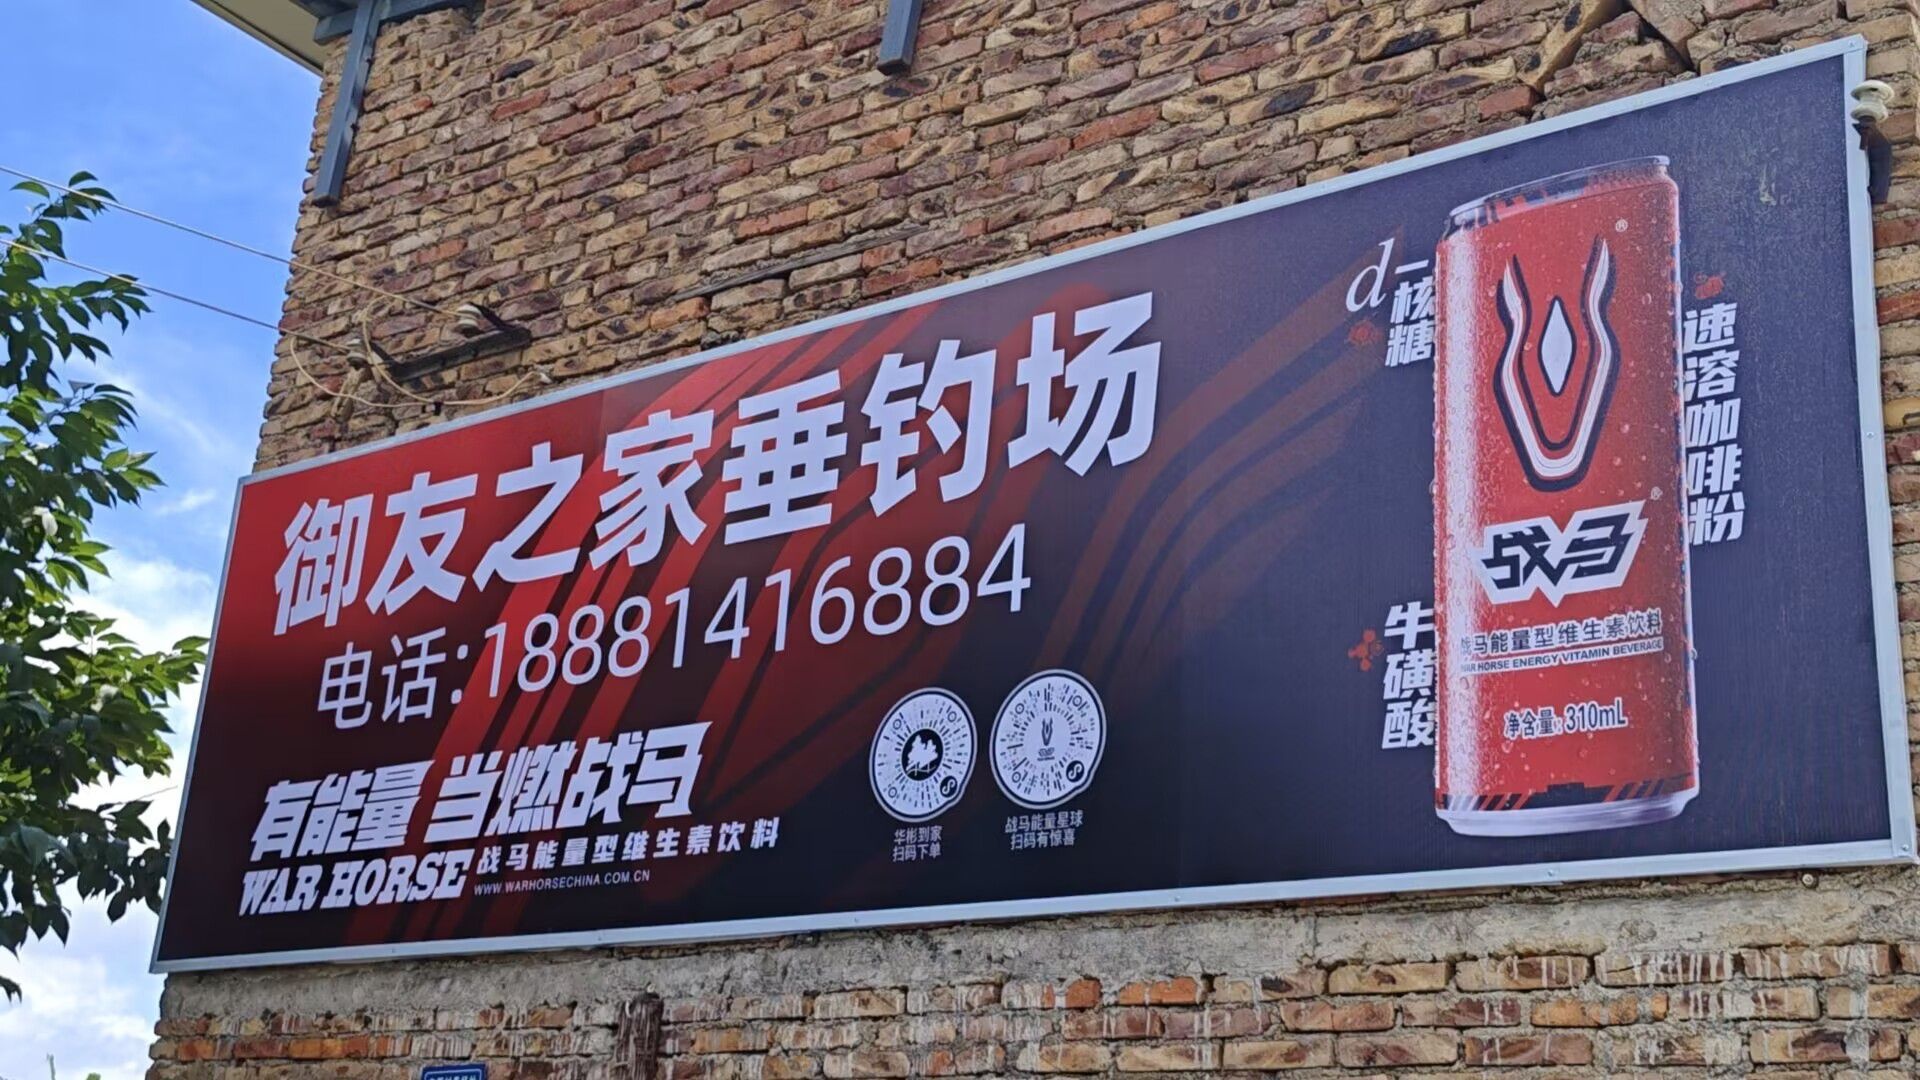 御友之家垂钓场
电话:18881416884
有能量 当燃战马
WAR HORSE 战马能量型维生素饮料
WWW.WARHORSECHINA.COM.CN
华彬到家
扫码下单
战马能量星球
扫码有惊喜
d-核糖
速溶咖啡粉
牛磺酸
战马
战马能量型维生素饮料
WAR HORSE ENERGY VITAMIN BEVERAGE
净含量: 310mL